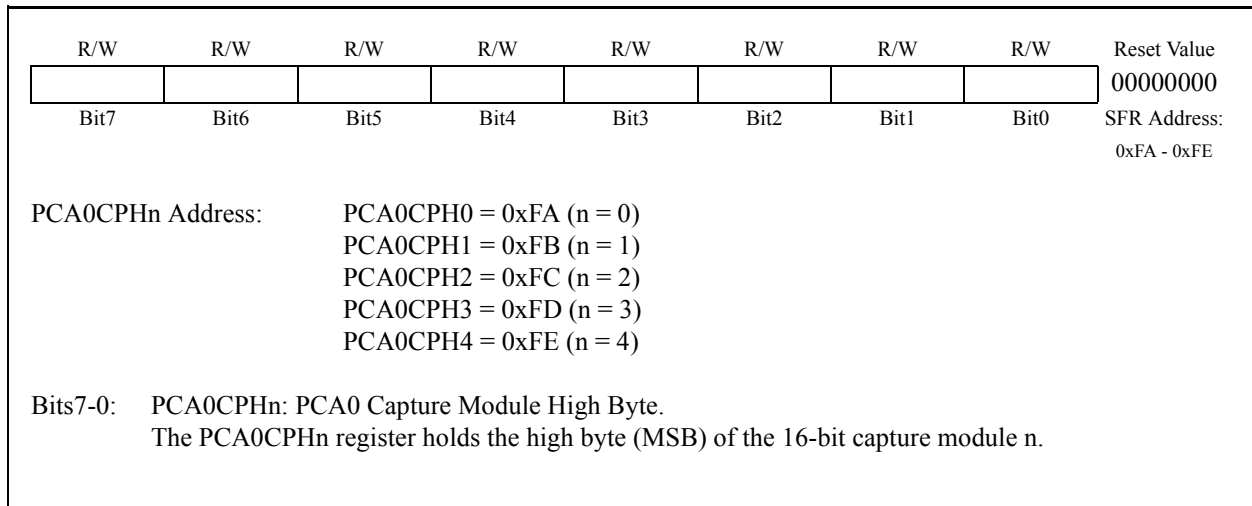 R/W R/W R/W R/W R/W R/W R/W R/W Reset Value
00000000
Bit7 Bit6 Bit5 Bit4 Bit3 Bit2 Bit1 Bit0 SFR Address:
0xFA - 0xFE
PCA0CPHn Address: PCA0CPH0 = 0xFA (n = 0)
PCA0CPH1 = 0xFB (n = 1)
PCA0CPH2 = 0xFC (n = 2)
PCA0CPH3 = 0xFD (n = 3)
PCA0CPH4 = 0xFE (n = 4)
Bits7-0: PCA0CPHn: PCA0 Capture Module High Byte.
The PCA0CPHn register holds the high byte (MSB) of the 16-bit capture module n.